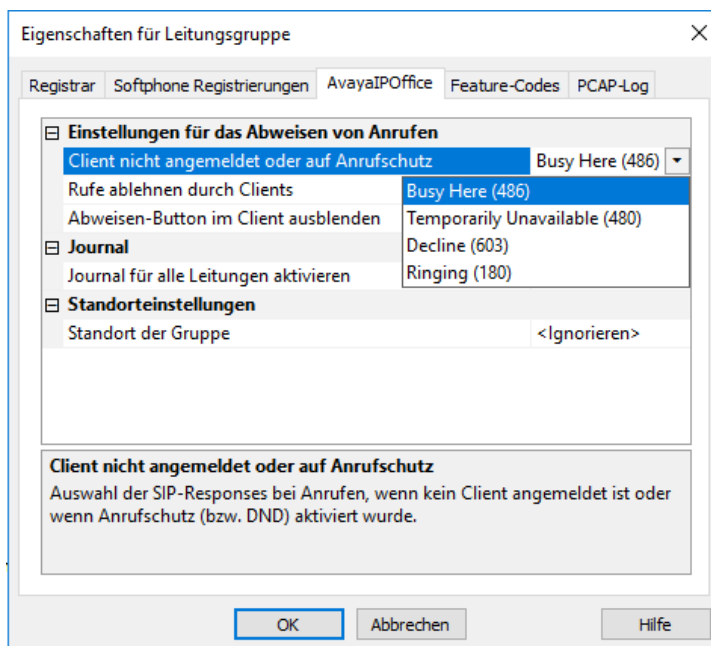 Eigenschaften für Leitungsgruppe
Registrar Softphone Registrierungen AvayaIPOffice Feature-Codes PCAP-Log
Einstellungen für das Abweisen von Anrufen
Client nicht angemeldet oder auf Anrufschutz Busy Here (486)
Rufe ablehnen durch Clients Busy Here (486)
Abweisen-Button im Client ausblenden Temporarily Unavailable (480)
Journal Decline (603)
Journal für alle Leitungen aktivieren Ringing (180)
Standorteinstellungen
Standort der Gruppe <Ignorieren>
Client nicht angemeldet oder auf Anrufschutz
Auswahl der SIP-Responses bei Anrufen, wenn kein Client angemeldet ist oder
wenn Anrufschutz (bzw. DND) aktiviert wurde.
OK Abbrechen Hilfe